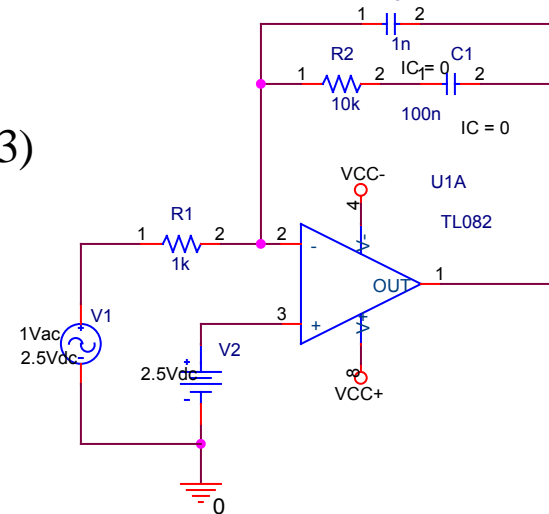 1 2
1n
R2
IC = 0
C1
1 2 1 2
10k
100n
IC = 0
3)
VCC-
U1A
4
V-
TL082
R1
1 2 2
1k
-
OUT
1
3
+
V+
V1
1Vac
2.5Vdc
+
-
V2
2.5Vdc
+
-
8
VCC+
0